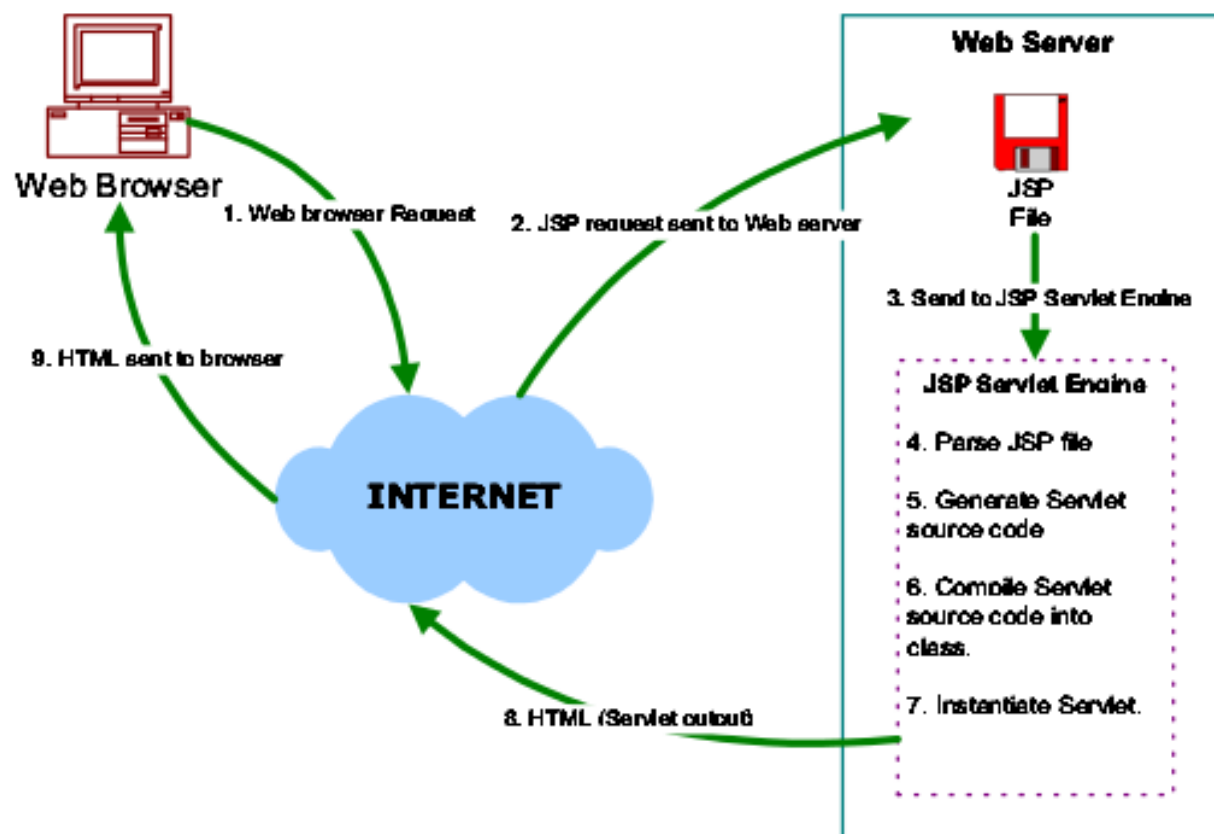 Web Server
JSP
File
Web Browser
1. Web browser Request
2. JSP request sent to Web server
3. Send to JSP Servlet Engine
9. HTML sent to browser
JSP Servlet Engine
4. Parse JSP file
5. Generate Servlet
source code
6. Compile Servlet
source code into
class.
7. Instantiate Servlet.
INTERNET
8. HTML (Servlet output)